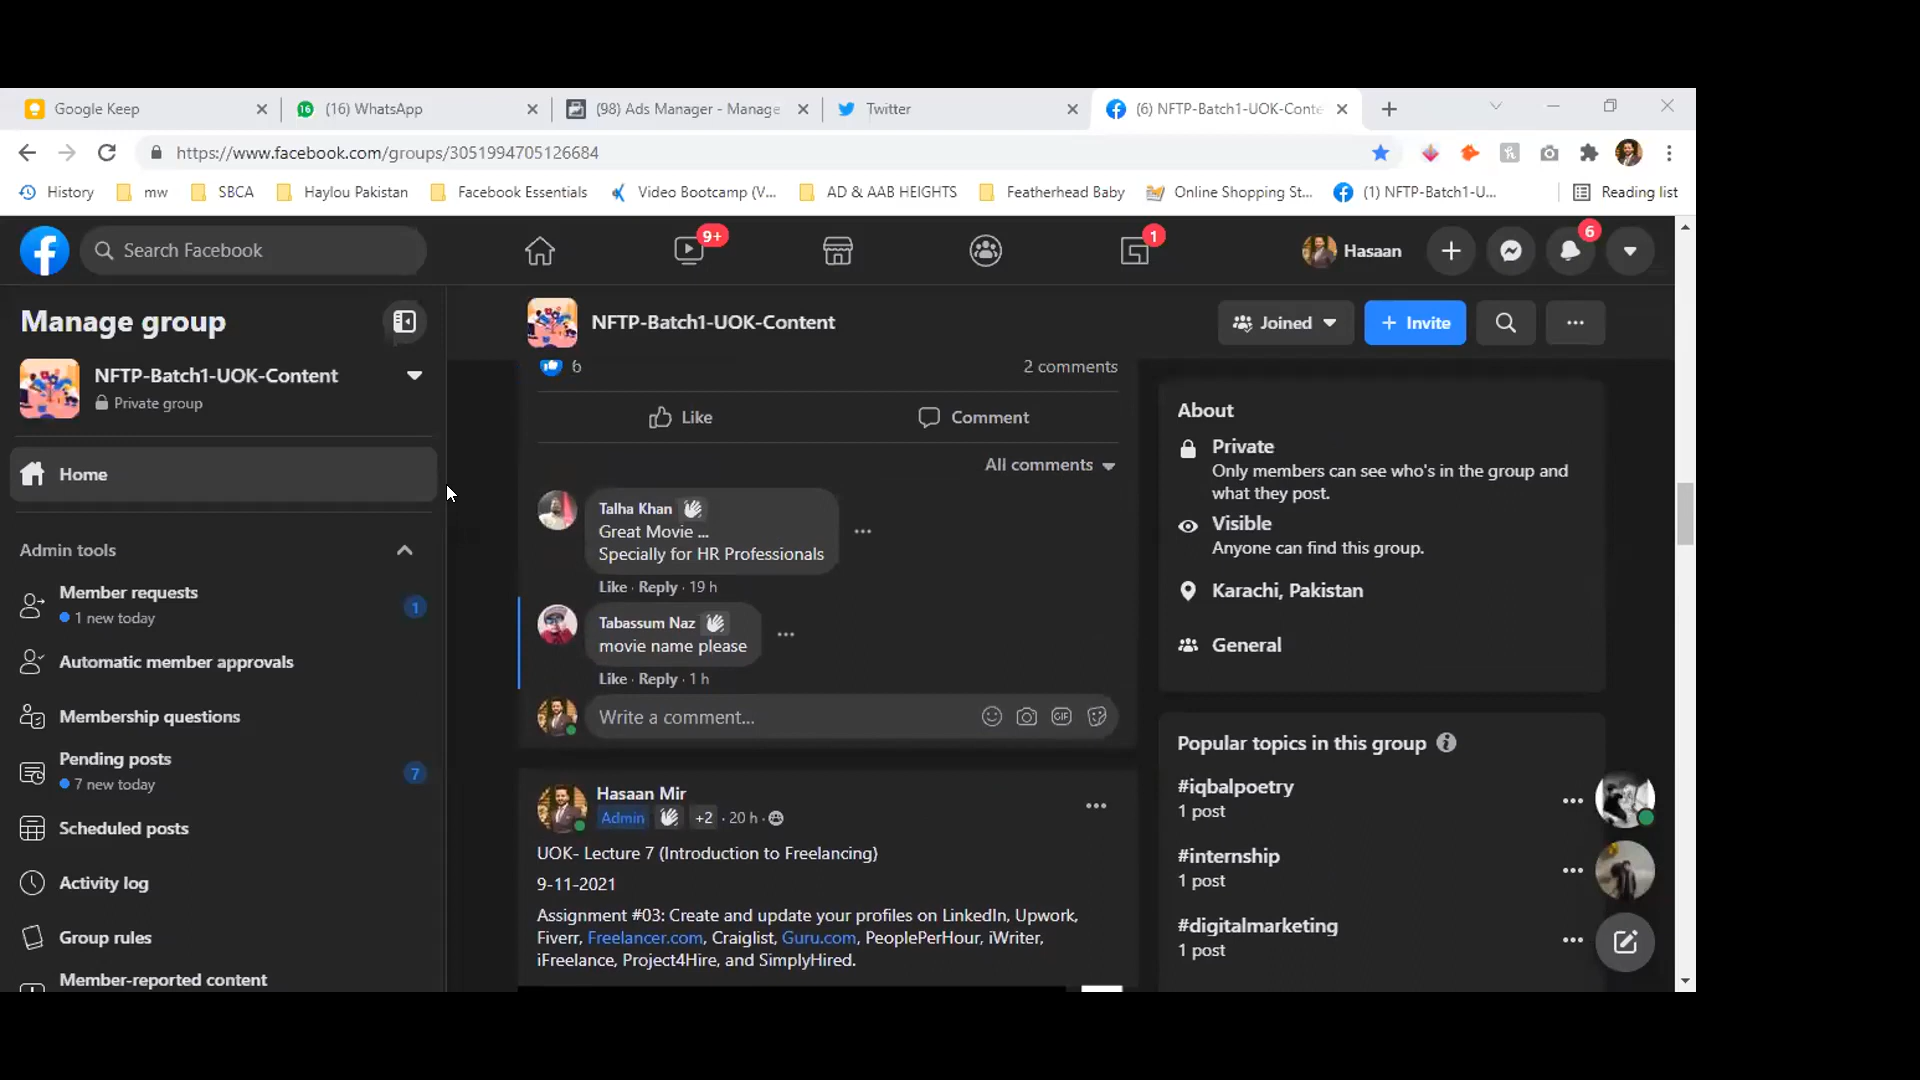 Google Keep
(16) WhatsApp
(98) Ads Manager - Manage
Twitter
(6) NFTP-Batch1-UOK-Conte
https://www.facebook.com/groups/3051994705126684
History
mw
SBCA
Haylou Pakistan
Facebook Essentials
Video Bootcamp (V...
AD & AAB HEIGHTS
Featherhead Baby
Online Shopping St...
(1) NFTP-Batch1-U...
Reading list
Search Facebook
9+
1
Hasaan
6
Manage group
NFTP-Batch1-UOK-Content
Private group
Home
Admin tools
Member requests
1 new today
1
Automatic member approvals
Membership questions
Pending posts
7 new today
7
Scheduled posts
Activity log
Group rules
Member-reported content
NFTP-Batch1-UOK-Content
Joined
+ Invite
6
2 comments
Like
Comment
All comments
Talha Khan
Great Movie ...
Specially for HR Professionals
Like · Reply · 19 h
Tabassum Naz
movie name please
Like · Reply · 1 h
Write a comment...
GIF
Hasaan Mir
Admin +2 · 20 h ·
UOK- Lecture 7 (Introduction to Freelancing)
9-11-2021
Assignment #03: Create and update your profiles on LinkedIn, Upwork,
Fiverr, Freelancer.com, Craiglist, Guru.com, PeoplePerHour, iWriter,
iFreelance, Project4Hire, and SimplyHired.
About
Private
Only members can see who's in the group and
what they post.
Visible
Anyone can find this group.
Karachi, Pakistan
General
Popular topics in this group
#iqbalpoetry
1 post
#internship
1 post
#digitalmarketing
1 post